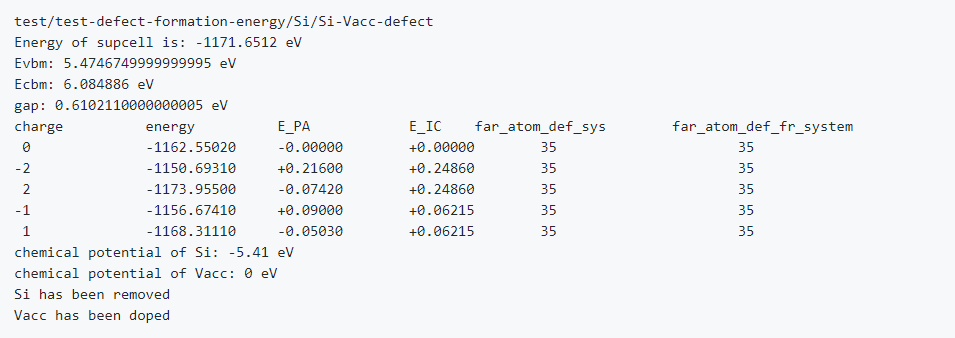 test/test-defect-formation-energy/Si/Si-Vacc-defect
Energy of supcell is: -1171.6512 eV
Evbm: 5.4746749999999995 eV
Ecbm: 6.084886 eV
gap: 0.6102110000000005 eV
charge energy E_PA E_IC far_atom_def_sys far_atom_def_fr_system
0 -1162.55020 -0.00000 +0.00000 35 35
-2 -1150.69310 +0.21600 +0.24860 35 35
2 -1173.95500 -0.07420 +0.24860 35 35
-1 -1156.67410 +0.09000 +0.06215 35 35
1 -1168.31110 -0.05030 +0.06215 35 35
chemical potential of Si: -5.41 eV
chemical potential of Vacc: 0 eV
Si has been removed
Vacc has been doped